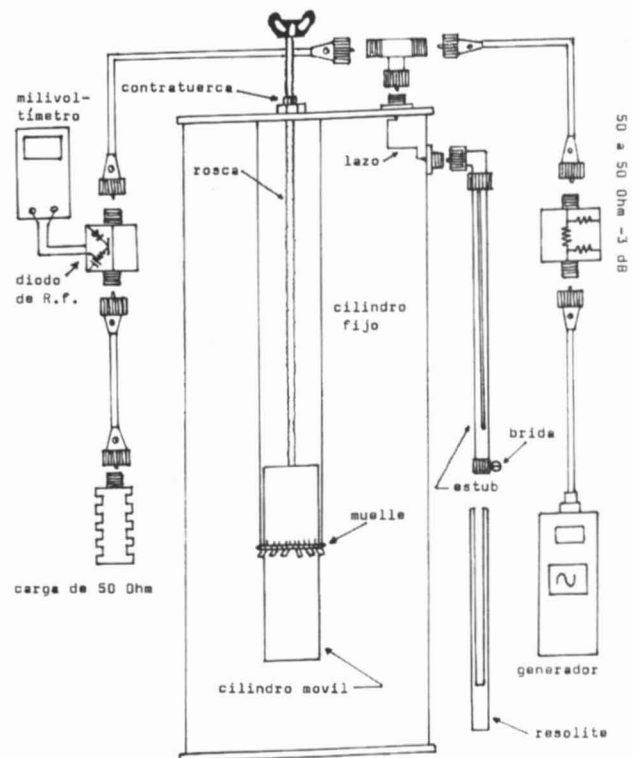 contratuerca
milivol-
tímetro
rosca
lazo
50 a 50 Ohm -3 dB
diodo
de R.f.
cilindro
fijo
brida
estub
muelle
carga de 50 Ohm
generador
cilindro movil
resolite